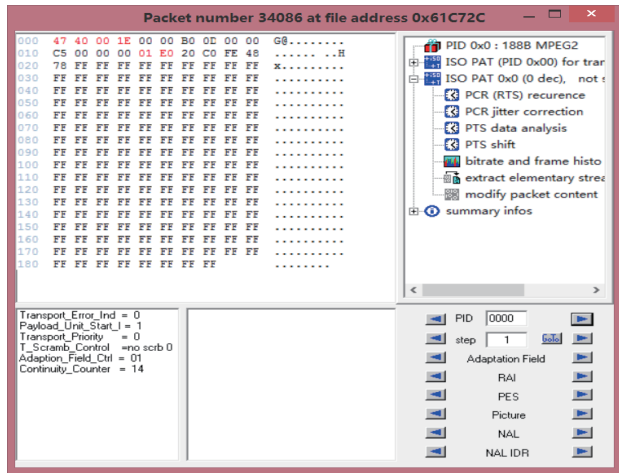 Packet number 34086 at file address 0x61C72C
000 47 40 00 1E 00 00 B0 0D 00 00 G@........
010 C5 00 00 00 01 E0 20 C0 FE 48 ...... ..H
020 78 FF FF FF FF FF FF FF FF FF x.........
030 FF FF FF FF FF FF FF FF FF FF ..........
040 FF FF FF FF FF FF FF FF FF FF ..........
050 FF FF FF FF FF FF FF FF FF FF ..........
060 FF FF FF FF FF FF FF FF FF FF ..........
070 FF FF FF FF FF FF FF FF FF FF ..........
080 FF FF FF FF FF FF FF FF FF FF ..........
090 FF FF FF FF FF FF FF FF FF FF ..........
100 FF FF FF FF FF FF FF FF FF FF ..........
110 FF FF FF FF FF FF FF FF FF FF ..........
120 FF FF FF FF FF FF FF FF FF FF ..........
130 FF FF FF FF FF FF FF FF FF FF ..........
140 FF FF FF FF FF FF FF FF FF FF ..........
150 FF FF FF FF FF FF FF FF FF FF ..........
160 FF FF FF FF FF FF FF FF FF FF ..........
170 FF FF FF FF FF FF FF FF FF FF ..........
180 FF FF FF FF FF FF FF FF ........
PID 0x0 : 188B MPEG2
ISO PAT (PID 0x00) for tran
ISO PAT 0x0 (0 dec), not s
PCR (RTS) recurence
PCR jitter correction
PTS data analysis
PTS shift
bitrate and frame histo
extract elementary strea
modify packet content
summary infos
Transport_Error_Ind = 0
Payload_Unit_Start_I = 1
Transport_Priority = 0
T_Scramb_Control =no scrb 0
Adaption_Field_Ctrl = 01
Continuity_Counter = 14
PID 0000
step 1 GoTo
Adaptation Field
RAI
PES
Picture
NAL
NAL IDR